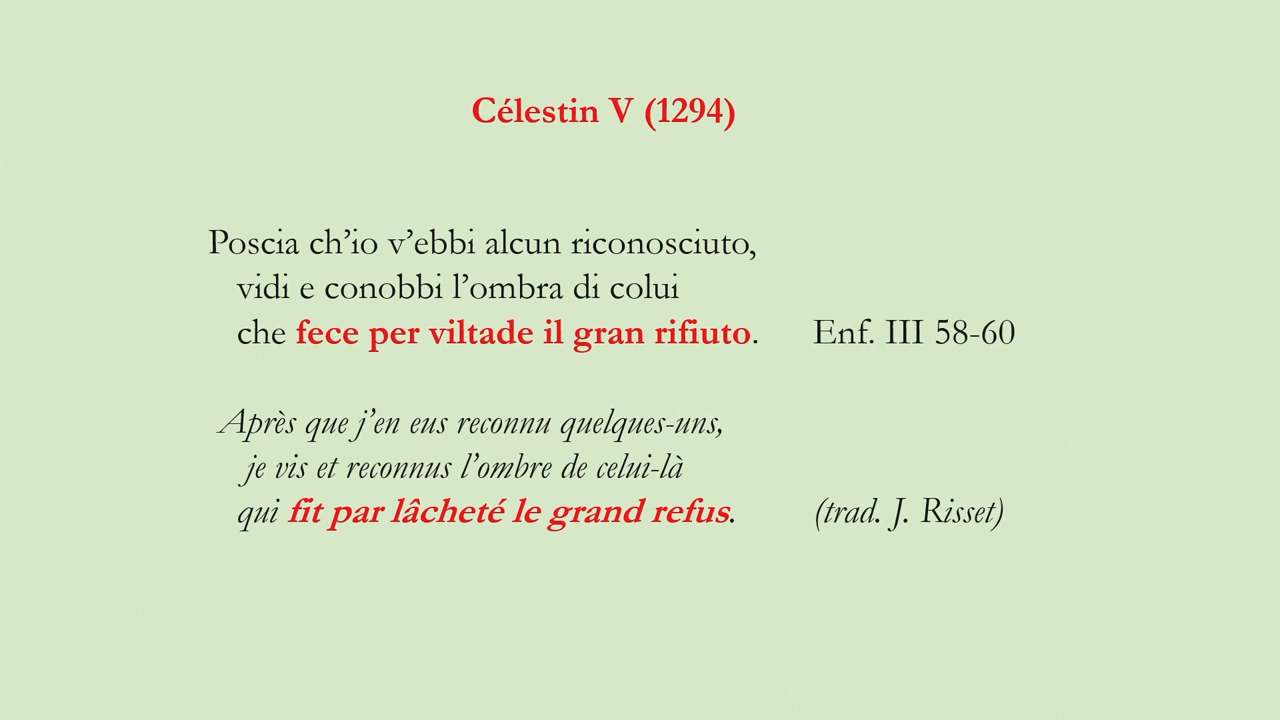 Célestin V (1294)
Poscia ch’io v’ebbi alcun riconosciuto,
vidi e conobbi l’ombra di colui
che fece per viltade il gran rifiuto. Enf. III 58-60
Après que j’en eus reconnu quelques-uns,
je vis et reconnus l’ombre de celui-là
qui fit par lâcheté le grand refus. (trad. J. Risset)